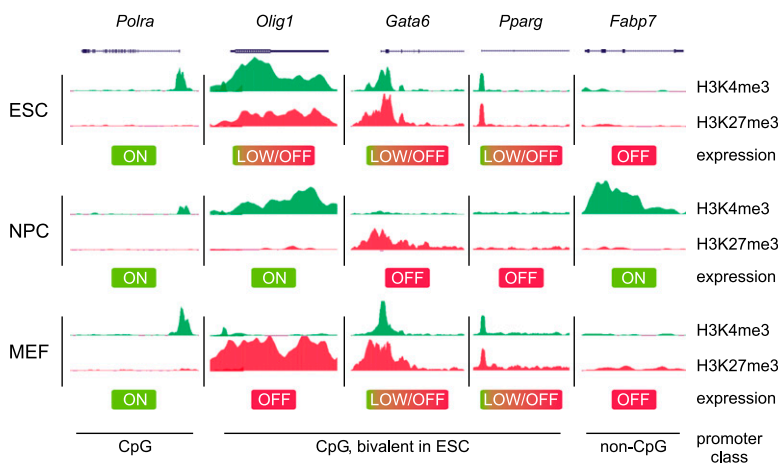 Polra Olig1 Gata6 Pparg Fabp7
H3K4me3
ESC
H3K27me3
ON LOW/OFF LOW/OFF LOW/OFF OFF expression
H3K4me3
NPC
H3K27me3
ON ON OFF OFF ON expression
H3K4me3
MEF
H3K27me3
ON OFF LOW/OFF LOW/OFF OFF expression
CpG CpG, bivalent in ESC non-CpG promoter
class